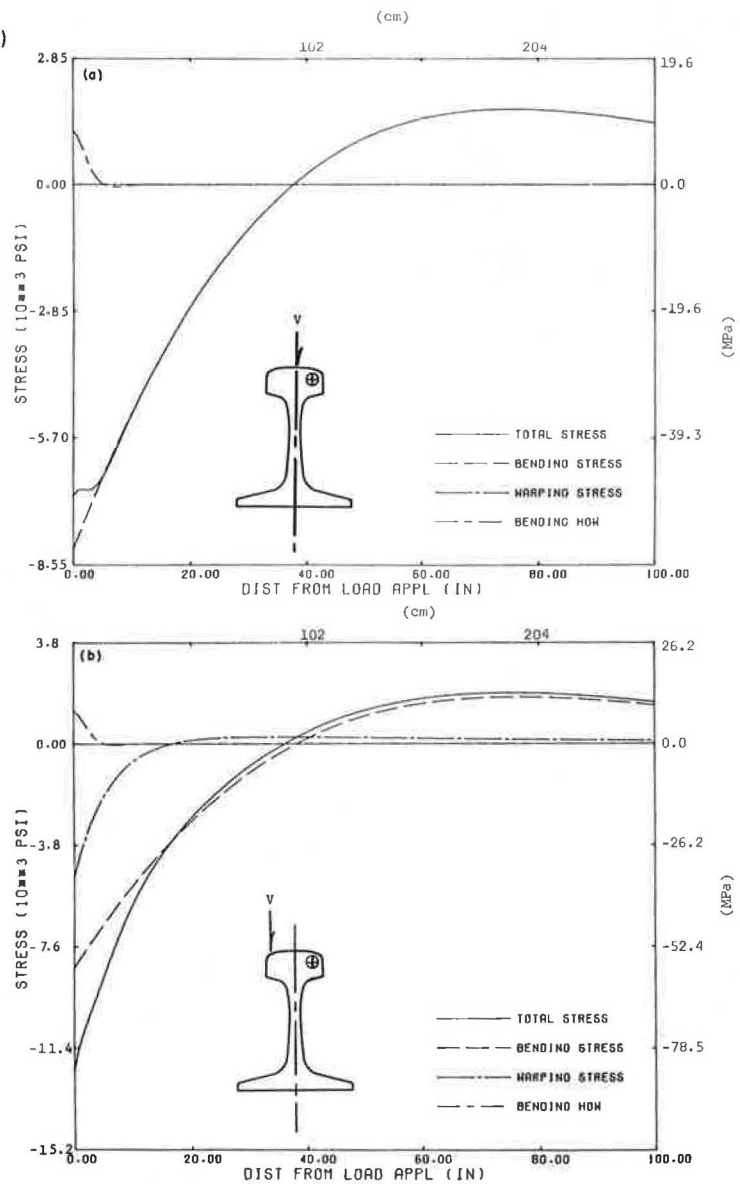 )
(cm)
102 204
2.85 (a) 19.6
0.00 0.0
-2.85 V -19.6
STRESS (10**3 PSI)
(MPa)
-5.70 -39.3
TOTAL STRESS
BENDING STRESS
WARPING STRESS
BENDING HOW
-8.55
0.00 20.00 40.00 60.00 80.00 100.00
DIST FROM LOAD APPL (IN)
(cm)
102 204
3.8 (b) 26.2
0.00 0.0
-3.8 -26.2
STRESS (10**3 PSI)
(MPa)
V
-7.6 -52.4
-11.4 -78.5
TOTAL STRESS
BENDING STRESS
WARPING STRESS
BENDING HOW
-15.2
0.00 20.00 40.00 60.00 80.00 100.00
DIST FROM LOAD APPL (IN)